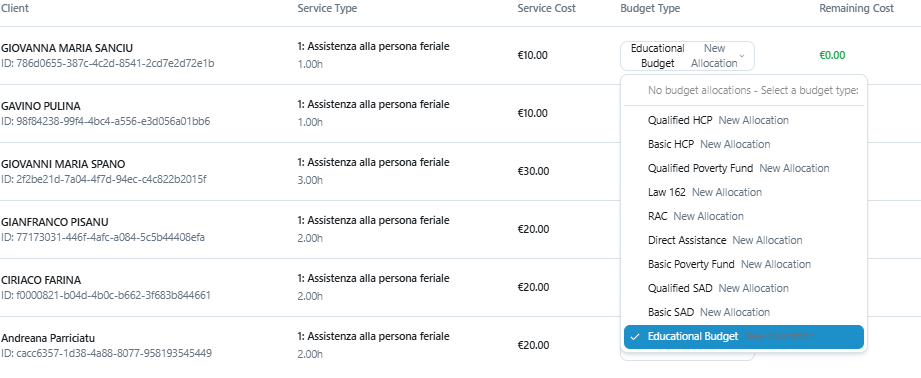 Client Service Type Service Cost Budget Type Remaining Cost
GIOVANNA MARIA SANCIU
ID: 786d0655-387c-4c2d-8541-2cd7e2d72e1b
1: Assistenza alla persona feriale
1.00h
€10.00
Educational Budget
New Allocation
€0.00
No budget allocations - Select a budget type:
Qualified HCP New Allocation
Basic HCP New Allocation
Qualified Poverty Fund New Allocation
Law 162 New Allocation
RAC New Allocation
Direct Assistance New Allocation
Basic Poverty Fund New Allocation
Qualified SAD New Allocation
Basic SAD New Allocation
Educational Budget New Allocation
GAVINO PULINA
ID: 98f84238-99f4-4bc4-a556-e3d056a01bb6
1: Assistenza alla persona feriale
1.00h
€10.00
GIOVANNI MARIA SPANO
ID: 2f2be21d-7a04-4f7d-94ec-c4c822b2015f
1: Assistenza alla persona feriale
3.00h
€30.00
GIANFRANCO PISANU
ID: 77173031-446f-4afc-a084-5c5b44408efa
1: Assistenza alla persona feriale
2.00h
€20.00
CIRIACO FARINA
ID: f0000821-b04d-4b0c-b662-3f683b844661
1: Assistenza alla persona feriale
2.00h
€20.00
Andreana Parriciatu
ID: cacc6357-1d38-4a88-8077-958193545449
1: Assistenza alla persona feriale
2.00h
€20.00